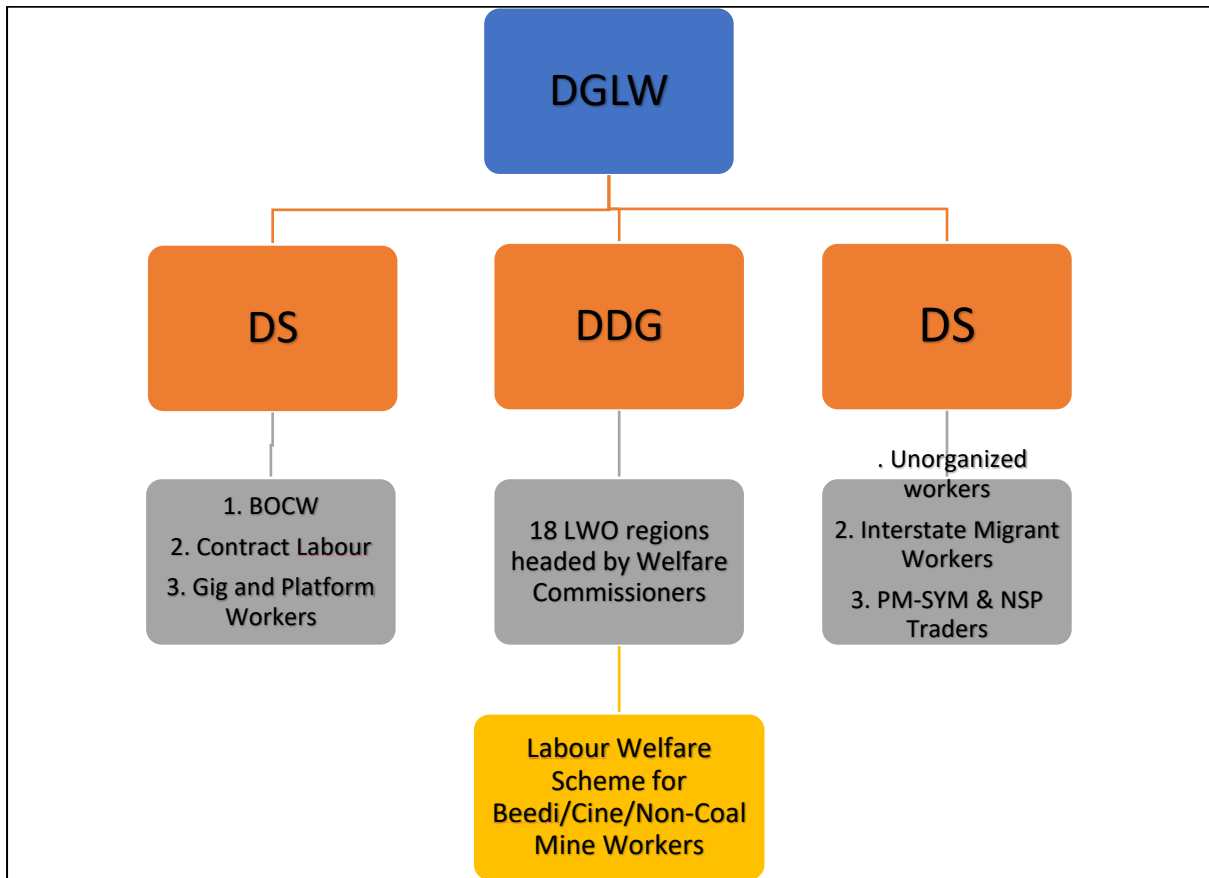 DGLW
DS
DDG
DS
1. BOCW
2. Contract Labour
3. Gig and Platform
Workers
18 LWO regions
headed by Welfare
Commissioners
. Unorganized
workers
2. Interstate Migrant
Workers
3. PM-SYM & NSP
Traders
Labour Welfare
Scheme for
Beedi/Cine/Non-Coal
Mine Workers